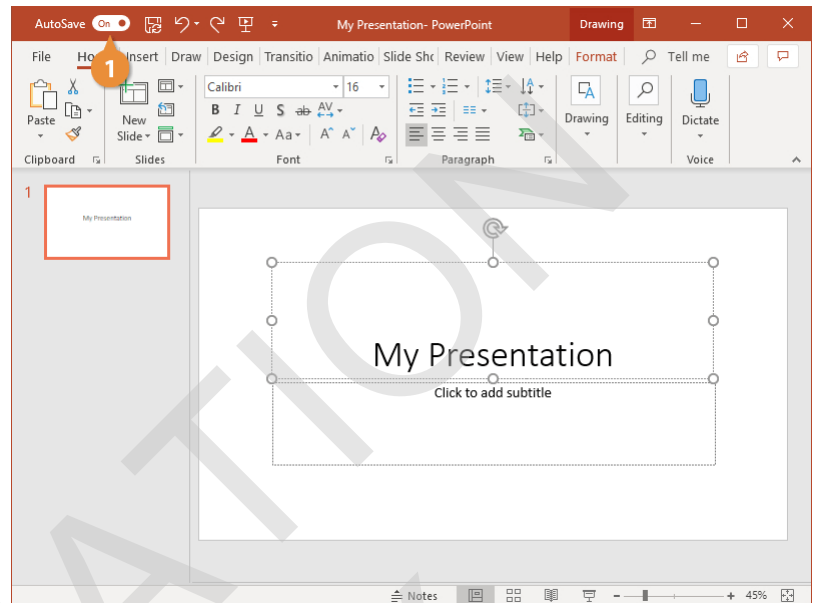 AutoSave On My Presentation- PowerPoint Drawing
File Ho Insert Draw Design Transitio Animatio Slide Sho Review View Help Format Tell me
1
Calibri 16
Paste New Slide B I U S ab AV Drawing Editing Dictate
A Aa A A A
Clipboard Slides Font Paragraph Voice
1
My Presentation
My Presentation
Click to add subtitle
ATION
Notes 45%